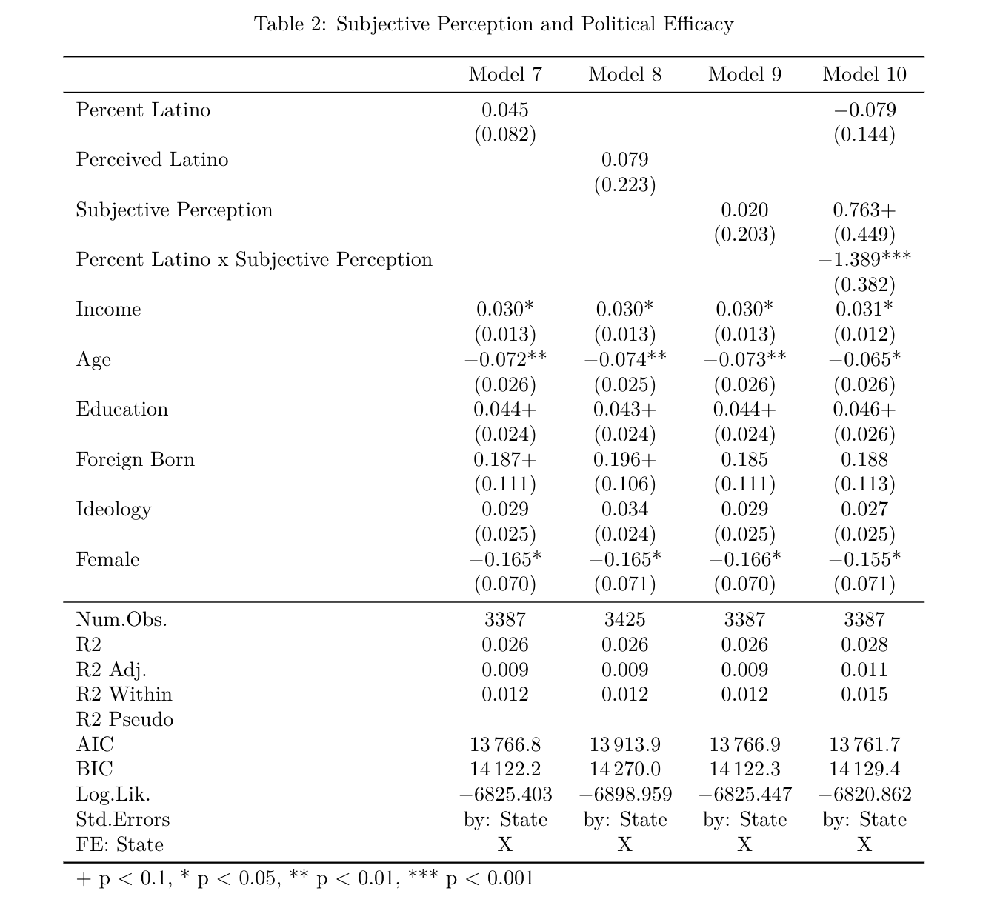 Table 2: Subjective Perception and Political Efficacy
Model 7 Model 8 Model 9 Model 10
Percent Latino 0.045 −0.079
(0.082) (0.144)
Perceived Latino 0.079
(0.223)
Subjective Perception 0.020 0.763+
(0.203) (0.449)
Percent Latino x Subjective Perception −1.389***
(0.382)
Income 0.030* 0.030* 0.030* 0.031*
(0.013) (0.013) (0.013) (0.012)
Age −0.072** −0.074** −0.073** −0.065*
(0.026) (0.025) (0.026) (0.026)
Education 0.044+ 0.043+ 0.044+ 0.046+
(0.024) (0.024) (0.024) (0.026)
Foreign Born 0.187+ 0.196+ 0.185 0.188
(0.111) (0.106) (0.111) (0.113)
Ideology 0.029 0.034 0.029 0.027
(0.025) (0.024) (0.025) (0.025)
Female −0.165* −0.165* −0.166* −0.155*
(0.070) (0.071) (0.070) (0.071)
Num.Obs. 3387 3425 3387 3387
R2 0.026 0.026 0.026 0.028
R2 Adj. 0.009 0.009 0.009 0.011
R2 Within 0.012 0.012 0.012 0.015
R2 Pseudo
AIC 13 766.8 13 913.9 13 766.9 13 761.7
BIC 14 122.2 14 270.0 14 122.3 14 129.4
Log.Lik. −6825.403 −6898.959 −6825.447 −6820.862
Std.Errors by: State by: State by: State by: State
FE: State X X X X
+ p < 0.1, * p < 0.05, ** p < 0.01, *** p < 0.001